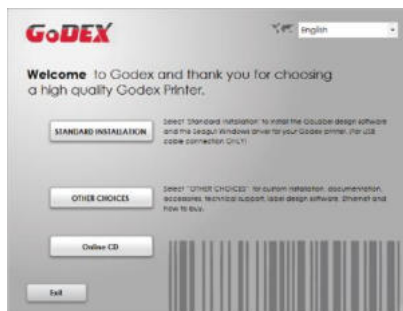 GoDEX
English
Welcome to Godex and thank you for choosing
a high quality Godex Printer.
STANDARD INSTALLATION
Select 'Standard Installation' to install the GoLabel design software
and the Seagull Windows driver for your Godex printer. (For USB
cable connection ONLY)
OTHER CHOICES
Select "OTHER CHOICES" for custom installation, documentation,
accessories, technical support, label design software, Ethernet and
how to buy.
Online CD
Exit